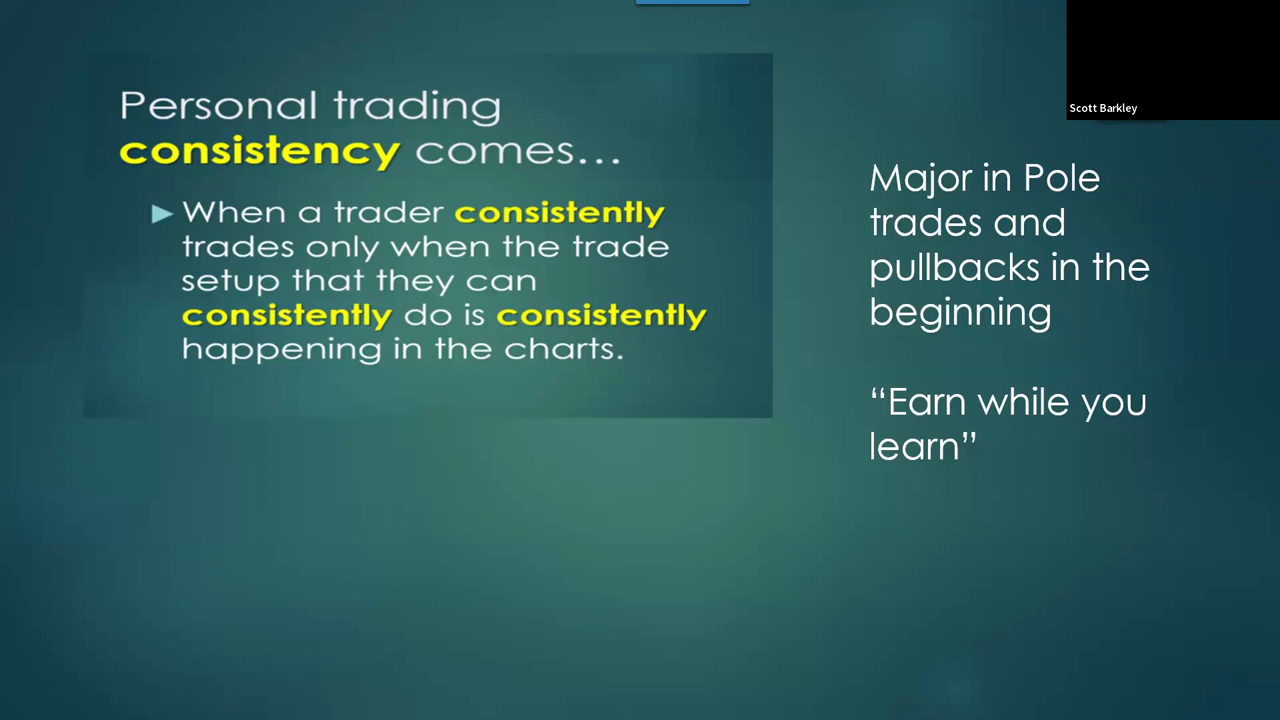 Personal trading
consistency comes...
When a trader consistently
trades only when the trade
setup that they can
consistently do is consistently
happening in the charts.
Scott Barkley
Major in Pole
trades and
pullbacks in the
beginning
“Earn while you
learn”